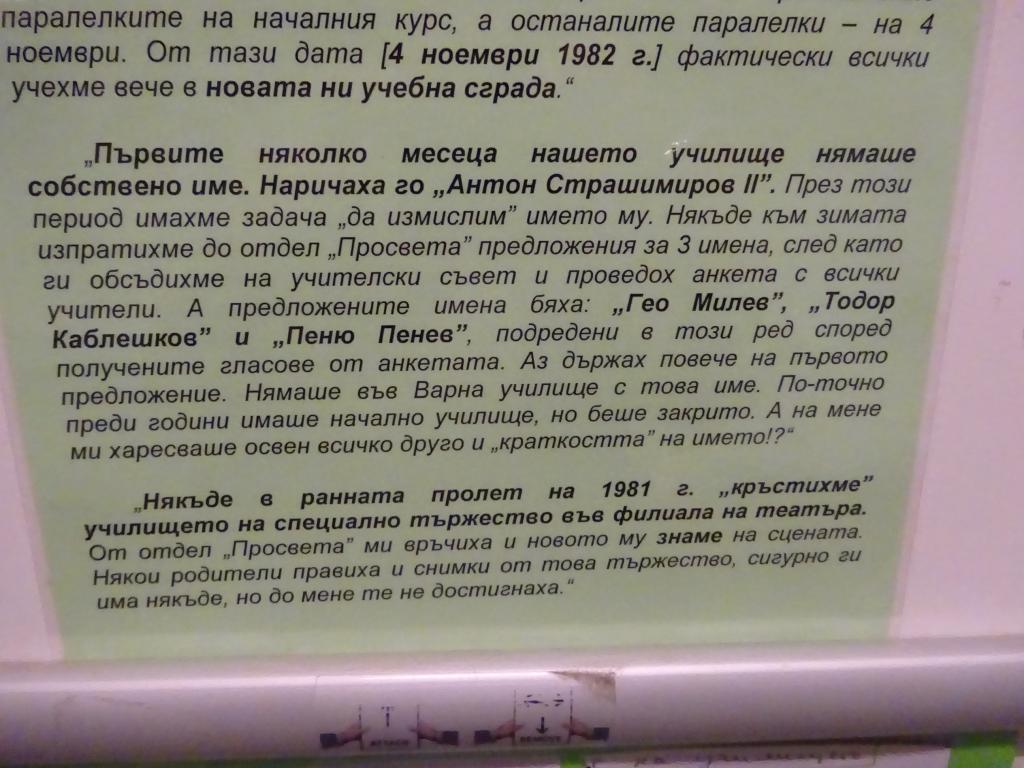 паралелките на началния курс, а останалите паралелки – на 4
ноември. От тази дата [4 ноември 1982 г.] фактически всички
учехме вече в новата ни учебна сграда.“
„Първите няколко месеца нашето училище нямаше
собствено име. Наричаха го „Антон Страшимиров II”. През този
период имахме задача „да измислим” името му. Някъде към зимата
изпратихме до отдел „Просвета” предложения за 3 имена, след като
ги обсъдихме на учителски съвет и проведох анкета с всички
учители. А предложените имена бяха: „Гео Милев”, „Тодор
Каблешков” и „Пеню Пенев”, подредени в този ред според
получените гласове от анкетата. Аз държах повече на първото
предложение. Нямаше във Варна училище с това име. По-точно
преди години имаше начално училище, но беше закрито. А на мене
ми харесваше освен всичко друго и „краткостта” на името!?“
„Някъде в ранната пролет на 1981 г. „кръстихме”
училището на специално тържество във филиала на театъра.
От отдел „Просвета” ми връчиха и новото му знаме на сцената.
Някои родители правиха и снимки от това тържество, сигурно ги
има някъде, но до мене те не достигнаха.“
ATTACH REMOVE